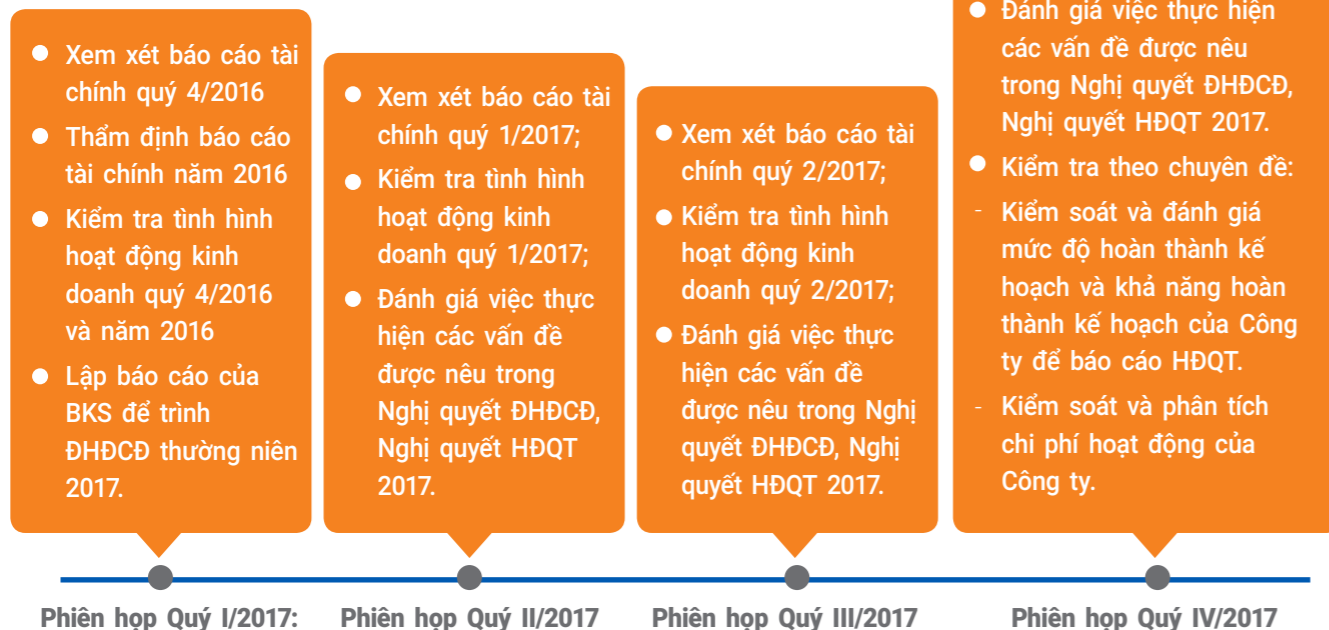 Xem xét báo cáo tài
chính quý 4/2016
Thẩm định báo cáo
tài chính năm 2016
Kiểm tra tình hình
hoạt động kinh
doanh quý 4/2016
và năm 2016
Lập báo cáo của
BKS để trình
ĐHĐCĐ thường niên
2017.
Phiên họp Quý I/2017:
Xem xét báo cáo tài
chính quý 1/2017;
Kiểm tra tình hình
hoạt động kinh
doanh quý 1/2017;
Đánh giá việc thực
hiện các vấn đề
được nêu trong
Nghị quyết ĐHĐCĐ,
Nghị quyết HĐQT
2017.
Phiên họp Quý II/2017
Xem xét báo cáo tài
chính quý 2/2017;
Kiểm tra tình hình
hoạt động kinh
doanh quý 2/2017;
Đánh giá việc thực
hiện các vấn đề
được nêu trong Nghị
quyết ĐHĐCĐ, Nghị
quyết HĐQT 2017.
Phiên họp Quý III/2017
Đánh giá việc thực hiện
các vấn đề được nêu
trong Nghị quyết ĐHĐCĐ,
Nghị quyết HĐQT 2017.
Kiểm tra theo chuyên đề:
- Kiểm soát và đánh giá
mức độ hoàn thành kế
hoạch và khả năng hoàn
thành kế hoạch của Công
ty để báo cáo HĐQT.
- Kiểm soát và phân tích
chi phí hoạt động của
Công ty.
Phiên họp Quý IV/2017